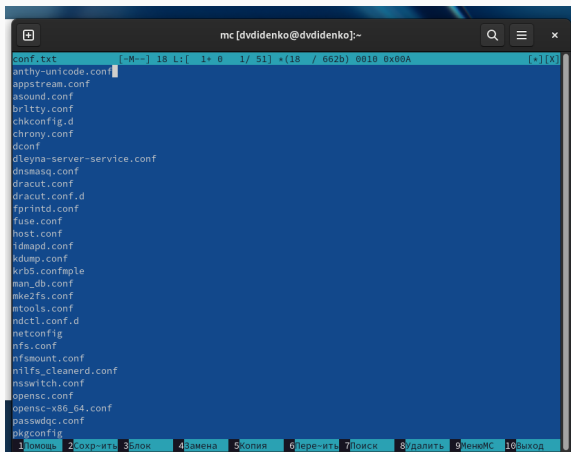 mc [dvdidenko@dvdidenko]:~
conf.txt [-M--] 18 L:[ 1+ 0 1/ 51] *(18 / 662b) 0010 0x00A [*][X]
anthy-unicode.conf
appstream.conf
asound.conf
brltty.conf
chkconfig.d
chrony.conf
dconf
dleyna-server-service.conf
dnsmasq.conf
dracut.conf
dracut.conf.d
fprintd.conf
fuse.conf
host.conf
idmapd.conf
kdump.conf
krb5.confmple
man_db.conf
mke2fs.conf
mtools.conf
ndctl.conf.d
netconfig
nfs.conf
nfsmount.conf
nilfs_cleanerd.conf
nsswitch.conf
opensc.conf
opensc-x86_64.conf
passwdqc.conf
pkgconfig
1Помощь 2Сохр-ить 3Блок 4Замена 5Копия 6Пере-ить 7Поиск 8Удалить 9МенюMC 10Выход